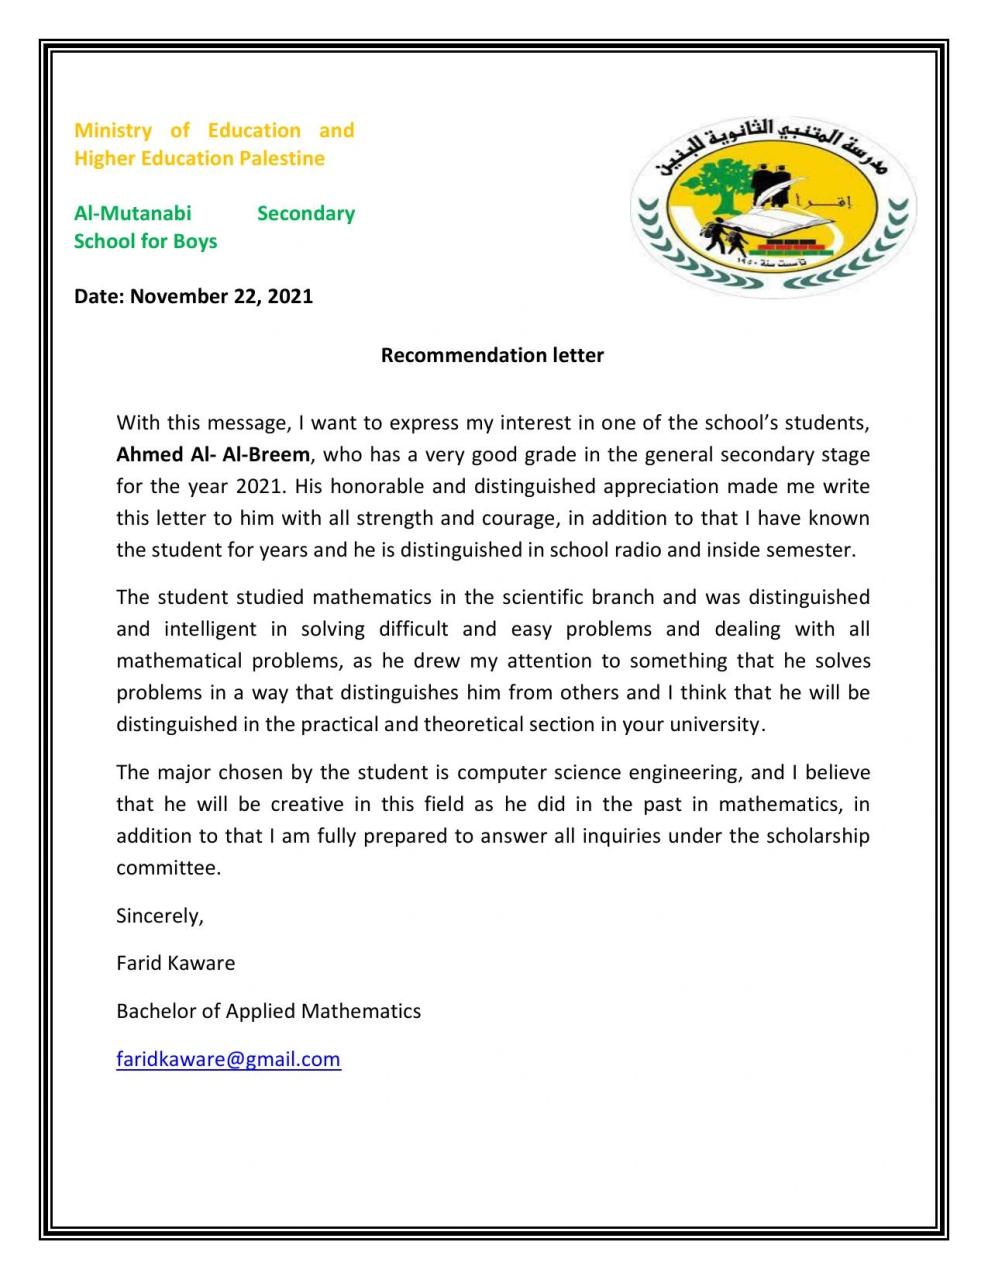 Ministry of Education and
Higher Education Palestine
Al-Mutanabi Secondary
School for Boys
Date: November 22, 2021
مدرسة المتنبي الثانوية للبنين
إقرا
تأسست سنة ١٩٥٠
Recommendation letter
With this message, I want to express my interest in one of the school’s students,
Ahmed Al- Al-Breem, who has a very good grade in the general secondary stage
for the year 2021. His honorable and distinguished appreciation made me write
this letter to him with all strength and courage, in addition to that I have known
the student for years and he is distinguished in school radio and inside semester.
The student studied mathematics in the scientific branch and was distinguished
and intelligent in solving difficult and easy problems and dealing with all
mathematical problems, as he drew my attention to something that he solves
problems in a way that distinguishes him from others and I think that he will be
distinguished in the practical and theoretical section in your university.
The major chosen by the student is computer science engineering, and I believe
that he will be creative in this field as he did in the past in mathematics, in
addition to that I am fully prepared to answer all inquiries under the scholarship
committee.
Sincerely,
Farid Kaware
Bachelor of Applied Mathematics
faridkaware@gmail.com